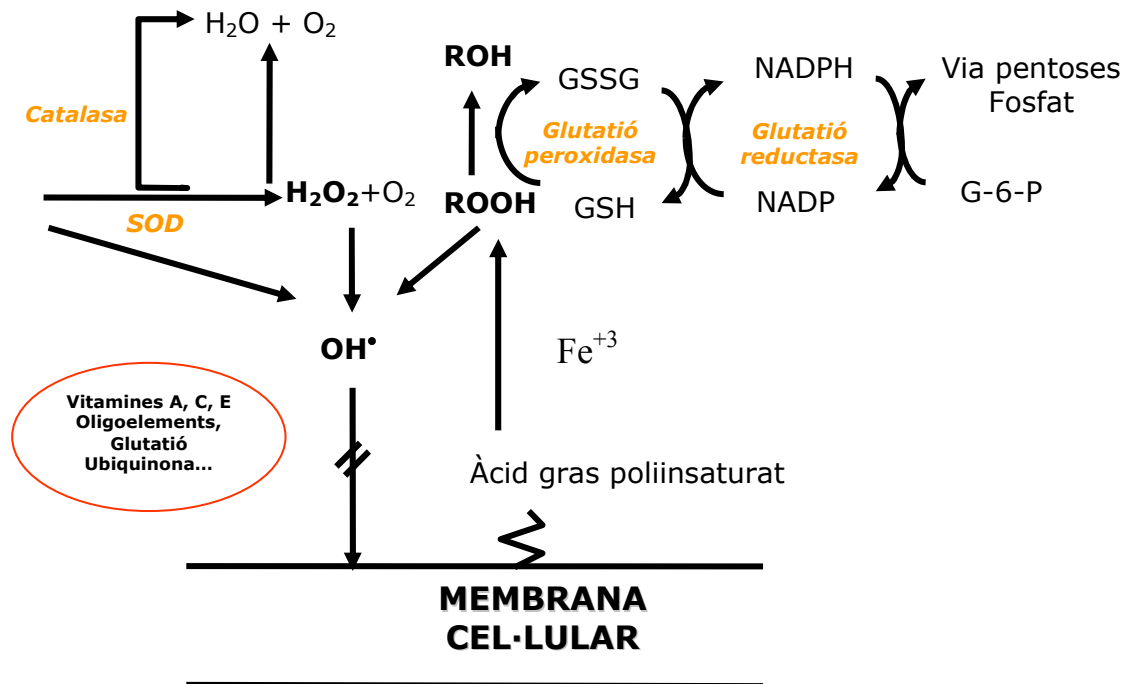 H₂O + O₂
ROH
GSSG
NADPH
Via pentoses
Fosfat
Catalasa
Glutatió
peroxidasa
Glutatió
reductasa
H₂O₂+O₂
ROOH
GSH
NADP
G-6-P
SOD
OH•
Fe⁺³
Vitamines A, C, E
Oligoelements,
Glutatió
Ubiquinona...
Àcid gras poliinsaturat
MEMBRANA
CEL·LULAR